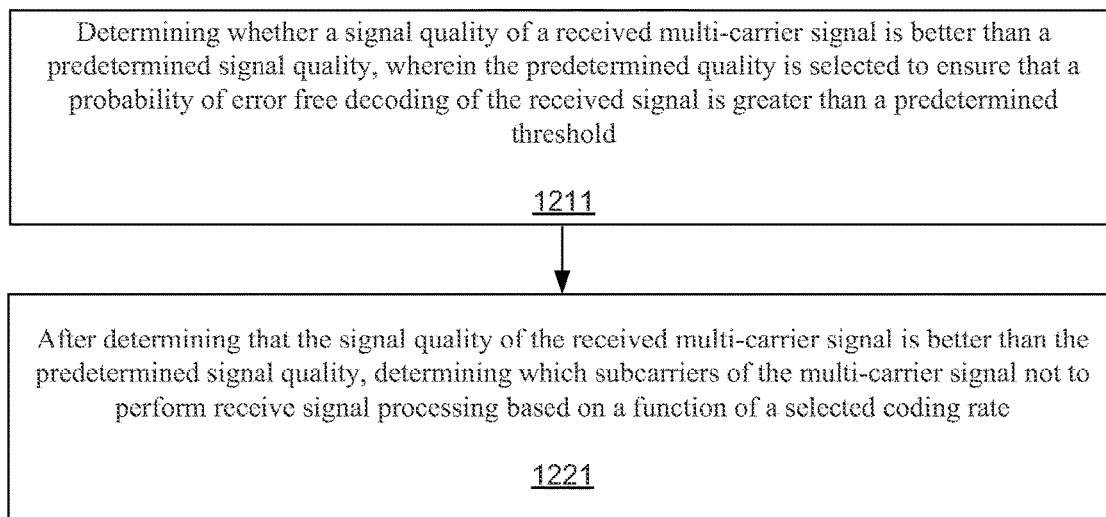 Determining whether a signal quality of a received multi-carrier signal is better than a
predetermined signal quality, wherein the predetermined quality is selected to ensure that a
probability of error free decoding of the received signal is greater than a predetermined
threshold
1211
After determining that the signal quality of the received multi-carrier signal is better than the
predetermined signal quality, determining which subcarriers of the multi-carrier signal not to
perform receive signal processing based on a function of a selected coding rate
1221